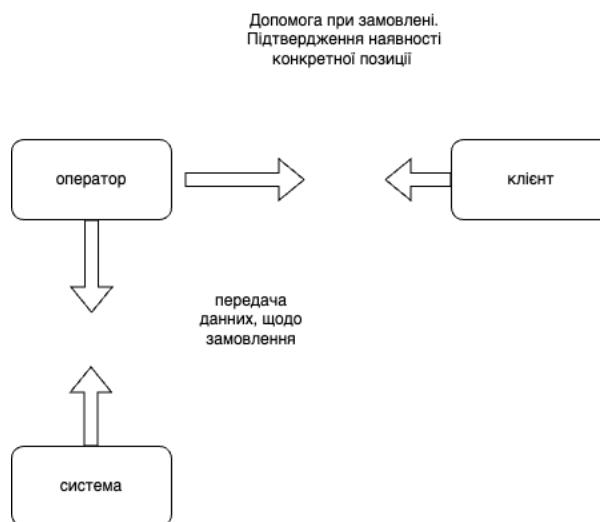 Допомога при замовлені.
Підтвердження наявності
конкретної позиції
оператор
клієнт
передача
данних, щодо
замовлення
система